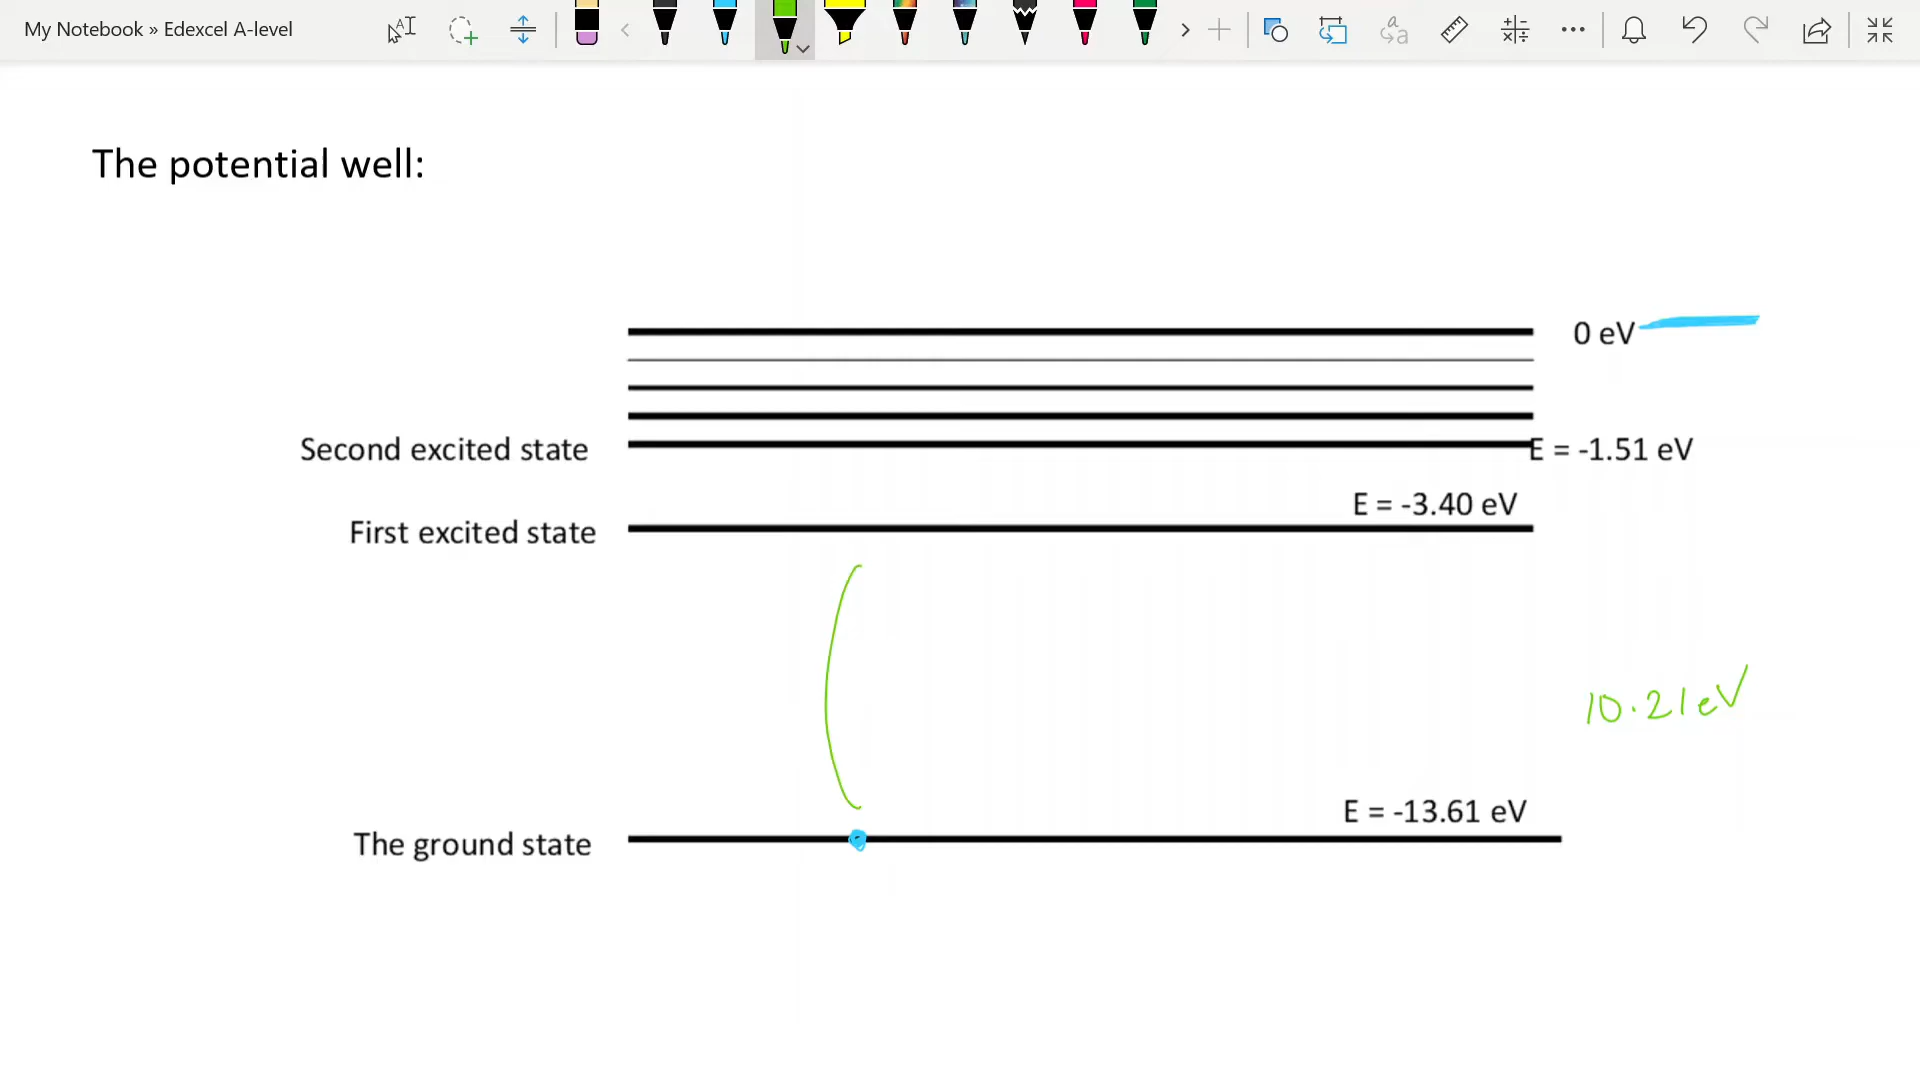 My Notebook » Edexcel A-level
The potential well:
0 eV
Second excited state
E = -1.51 eV
E = -3.40 eV
First excited state
10.21eV
E = -13.61 eV
The ground state